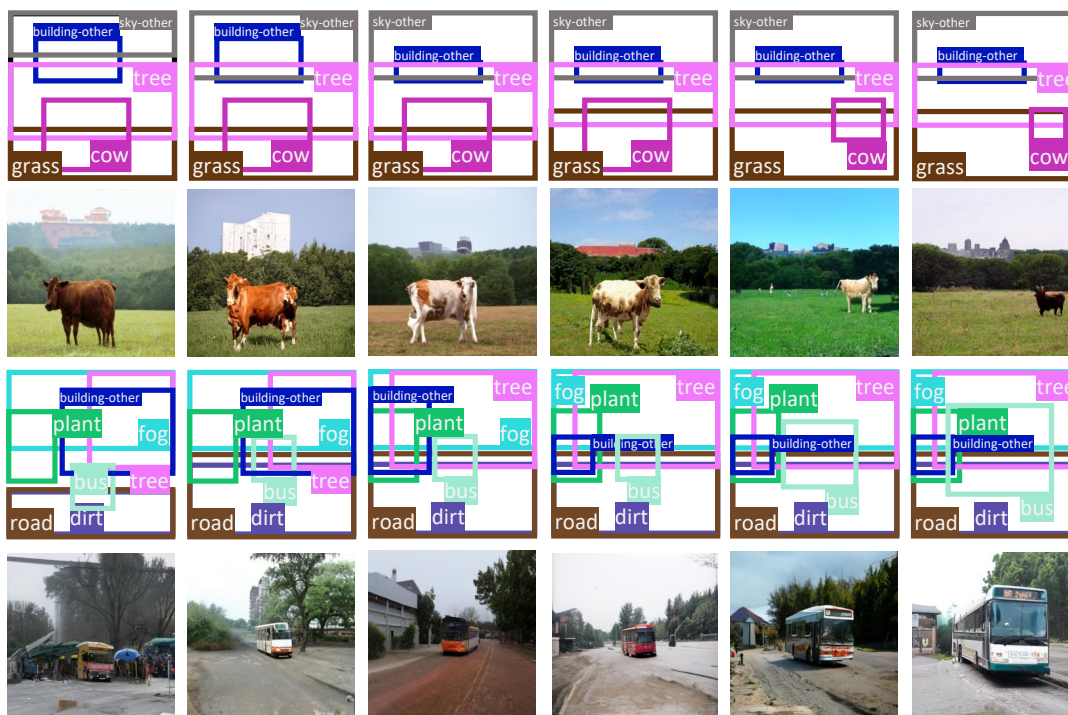 sky-other
building-other
tree
cow
grass
sky-other
building-other
tree
cow
grass
sky-other
building-other
tree
cow
grass
sky-other
building-other
tree
cow
grass
sky-other
building-other
tree
cow
grass
sky-other
building-other
tree
cow
grass
building-other
plant
fog
bus
tree
road
dirt
building-other
plant
fog
bus
tree
road
dirt
tree
building-other
plant
fog
bus
road
dirt
fog
tree
plant
building-other
bus
road
dirt
fog
tree
plant
building-other
bus
road
dirt
fog
tree
plant
building-other
bus
road
dirt